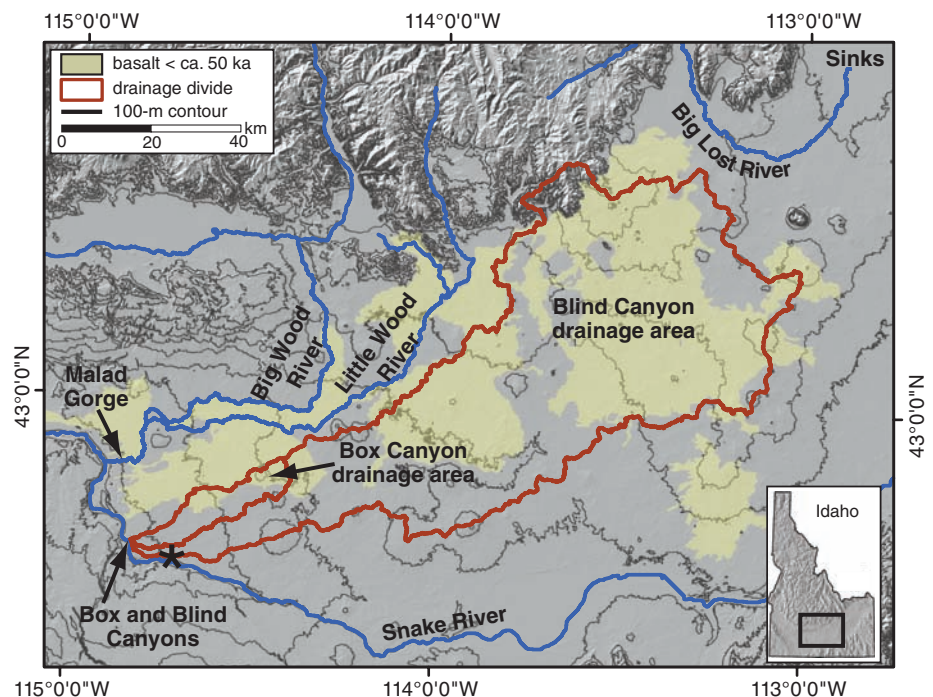 115°0'0"W
114°0'0"W
113°0'0"W
basalt < ca. 50 ka
drainage divide
100-m contour
km
0
20
40
Sinks
Big Lost River
Blind Canyon
drainage area
Big Wood
River
Little Wood
River
Malad
Gorge
43°0'0"N
43°0'0"N
Box Canyon
drainage area
*
Box and Blind
Canyons
Snake River
Idaho
115°0'0"W
114°0'0"W
113°0'0"W